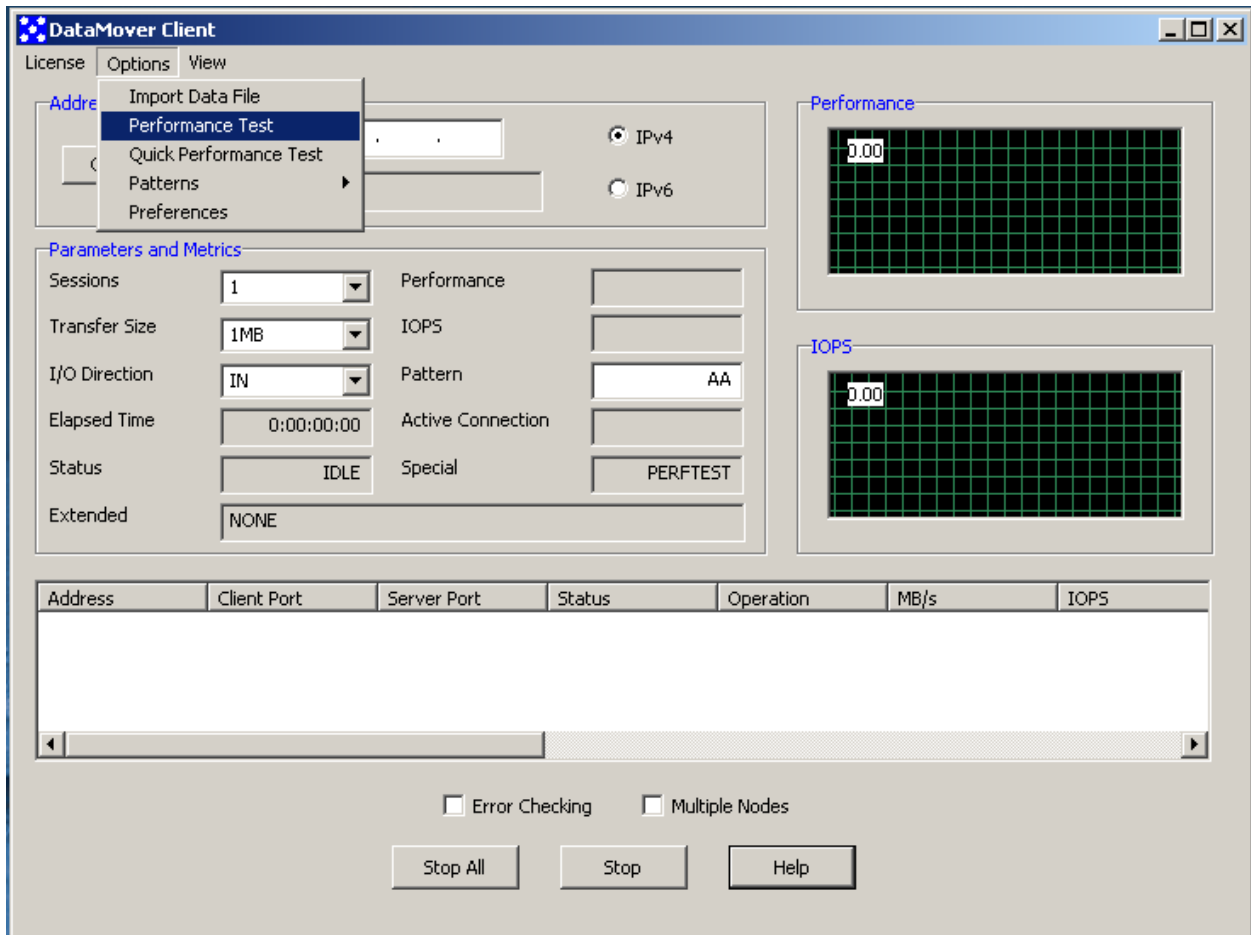 DataMover Client
License Options View
Import Data File
Performance Test
Quick Performance Test
Patterns
Preferences
. .
IPv4
IPv6
Performance
0.00
Parameters and Metrics
Sessions 1 Performance
Transfer Size 1MB IOPS
I/O Direction IN Pattern AA
Elapsed Time 0:00:00:00 Active Connection
Status IDLE Special PERFTEST
Extended NONE
IOPS
0.00
Address Client Port Server Port Status Operation MB/s IOPS
Error Checking Multiple Nodes
Stop All Stop Help